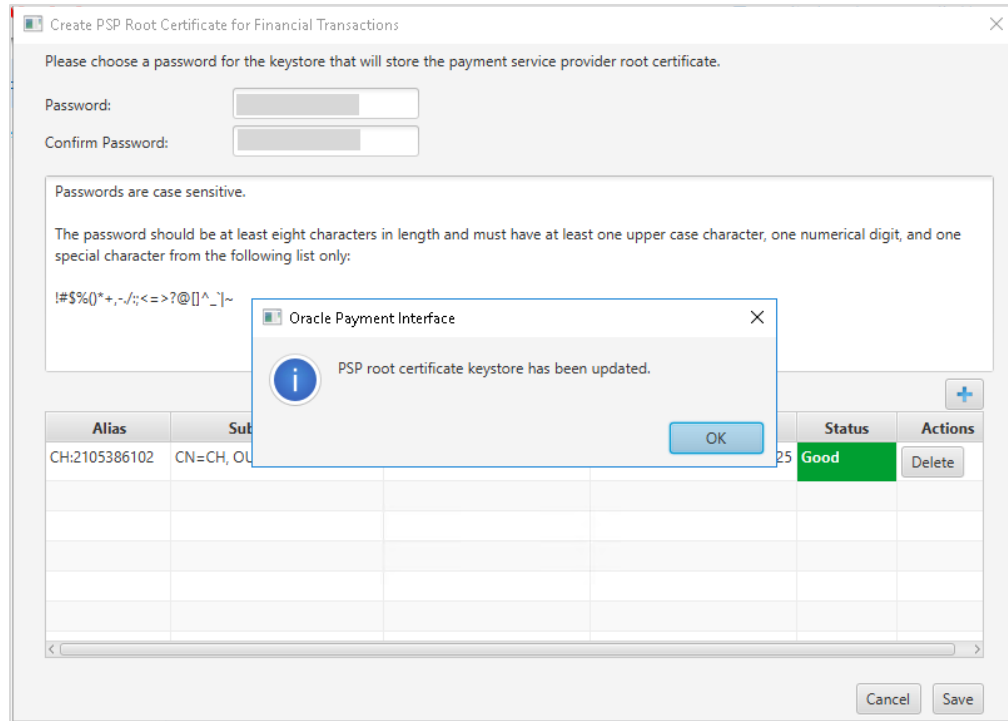 Create PSP Root Certificate for Financial Transactions
Please choose a password for the keystore that will store the payment service provider root certificate.
Password:
Confirm Password:
Passwords are case sensitive.
The password should be at least eight characters in length and must have at least one upper case character, one numerical digit, and one
special character from the following list only:
!#$%()*+,-./:;<=>?@[]^_`|~
Oracle Payment Interface
PSP root certificate keystore has been updated.
OK
Alias Sub Status Actions
CH:2105386102 CN=CH, OU 25 Good Delete
Cancel Save